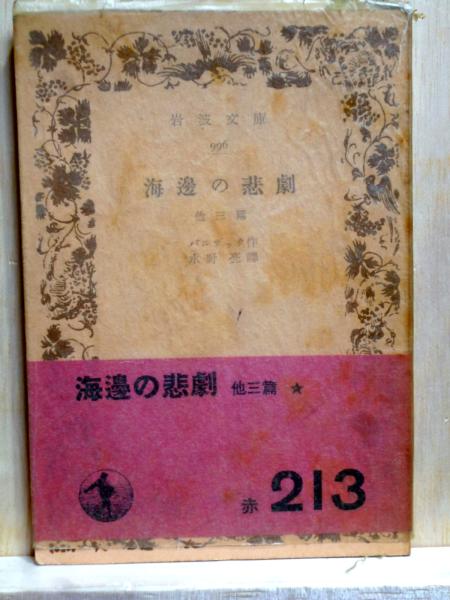 岩波文庫
996
海邊の悲劇
他三篇
バルザック作
水野亮譯
海邊の悲劇 他三篇 ★
赤 213